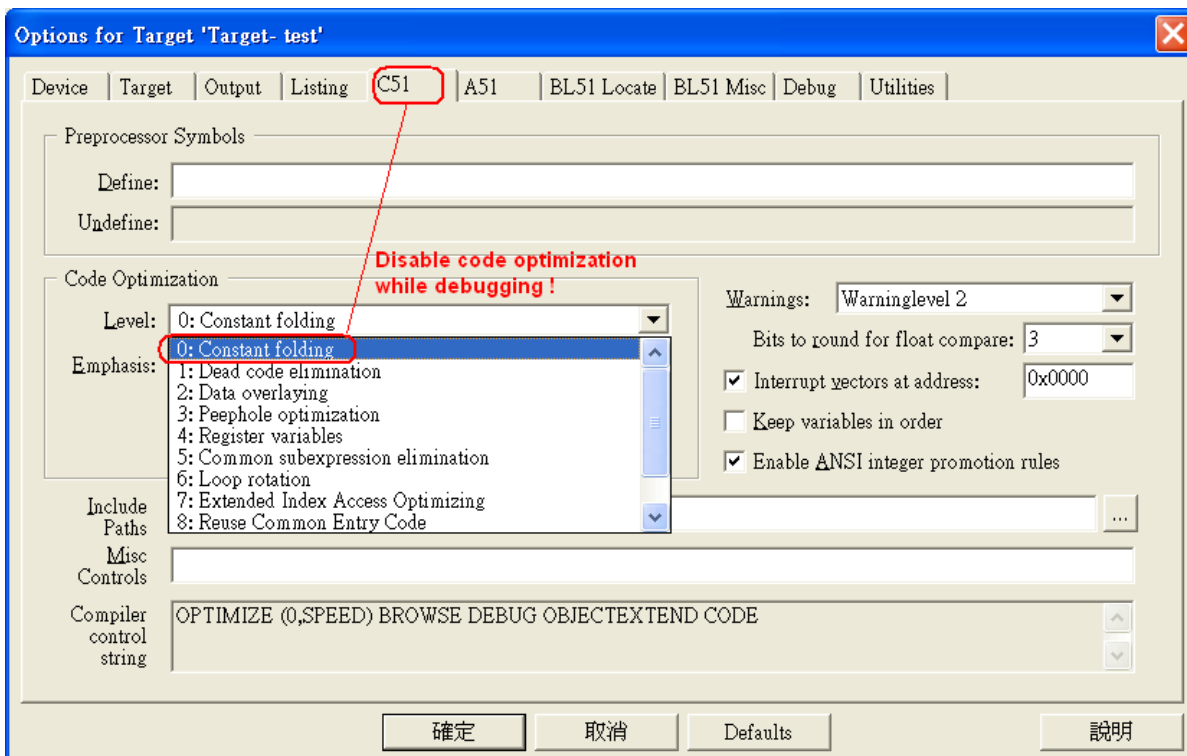 Options for Target 'Target- test'
Device Target Output Listing C51 A51 BL51 Locate BL51 Misc Debug Utilities
Preprocessor Symbols
Define:
Undefine:
Disable code optimization
while debugging !
Code Optimization
Level: 0: Constant folding
0: Constant folding
1: Dead code elimination
2: Data overlaying
3: Peephole optimization
4: Register variables
5: Common subexpression elimination
6: Loop rotation
7: Extended Index Access Optimizing
8: Reuse Common Entry Code
Emphasis:
Warnings: Warninglevel 2
Bits to round for float compare: 3
Interrupt vectors at address: 0x0000
Keep variables in order
Enable ANSI integer promotion rules
Include
Paths
...
Misc
Controls
Compiler
control
string
OPTIMIZE (0,SPEED) BROWSE DEBUG OBJECTEXTEND CODE
確定 取消 Defaults 說明